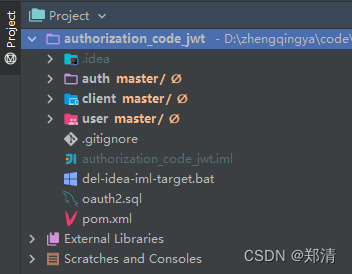 Project
Project
authorization_code_jwt - D:\zhengqingya\code\
.idea
auth master/ Ø
client master/ Ø
user master/ Ø
.gitignore
authorization_code_jwt.iml
del-idea-iml-target.bat
oauth2.sql
pom.xml
External Libraries
Scratches and Consoles
CSDN @郑清